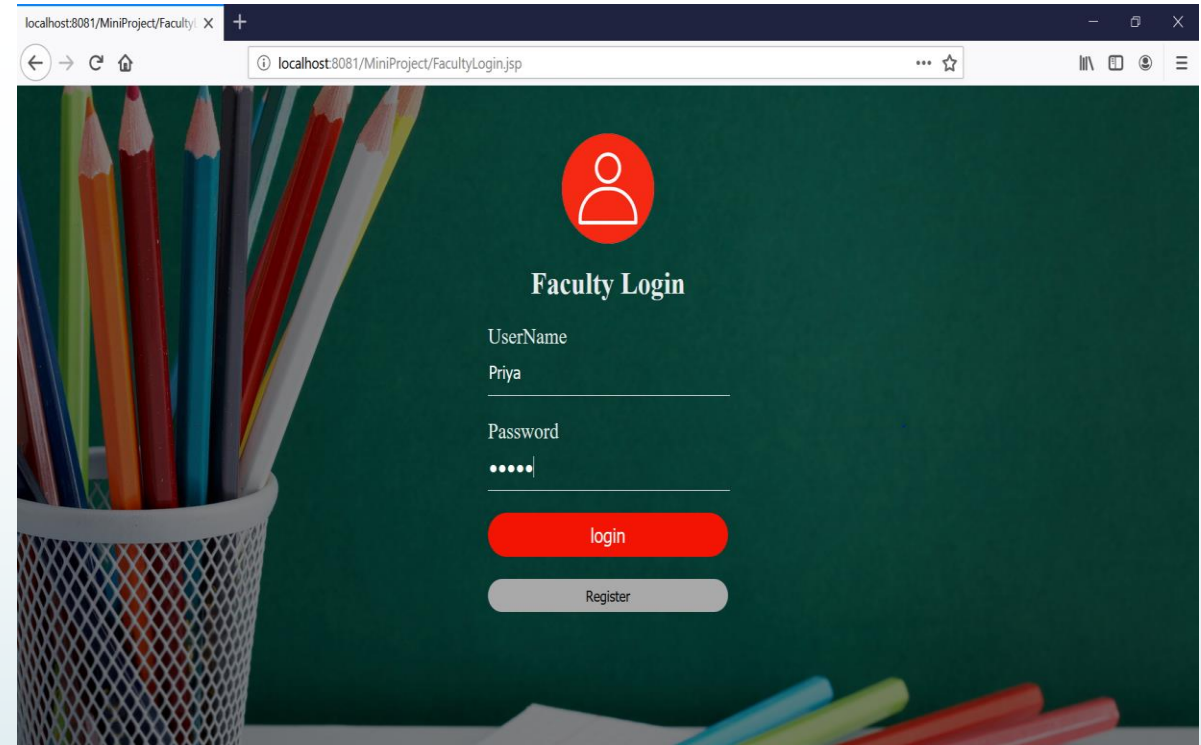 localhost:8081/MiniProject/Faculty
localhost:8081/MiniProject/FacultyLogin.jsp
Faculty Login
UserName
Priya
Password
•••••
login
Register